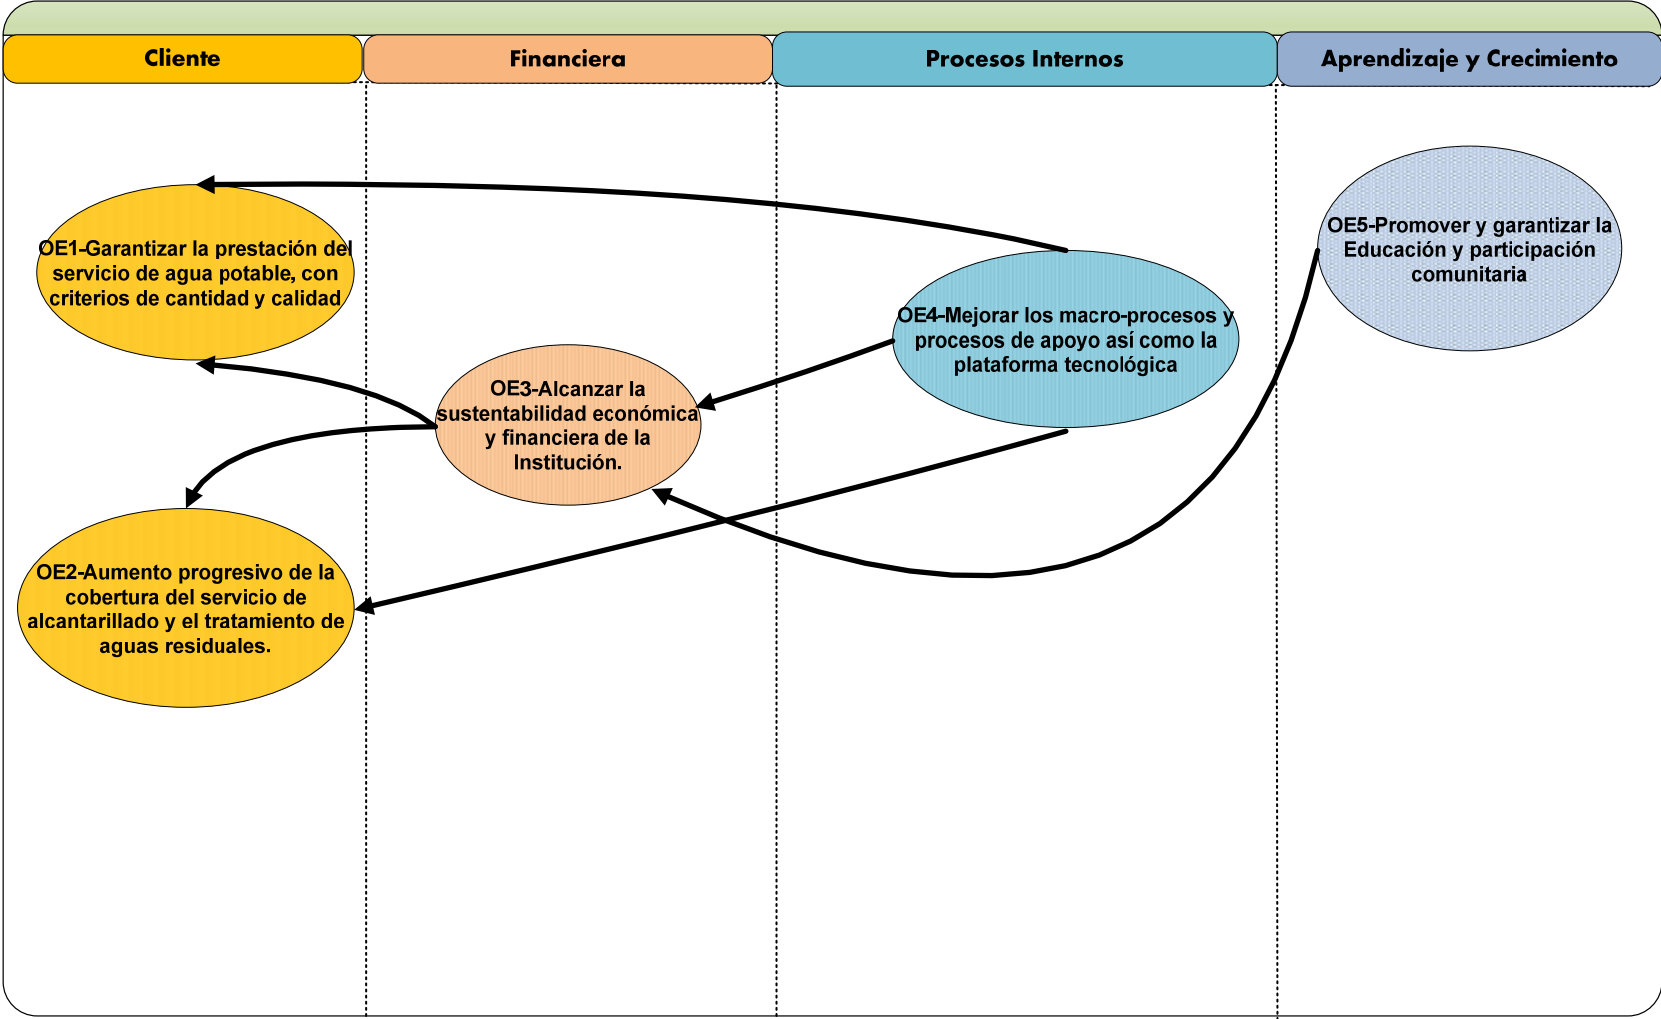 Cliente
Financiera
Procesos Internos
Aprendizaje y Crecimiento
OE1-Garantizar la prestación del
servicio de agua potable, con
criterios de cantidad y calidad
OE2-Aumento progresivo de la
cobertura del servicio de
alcantarillado y el tratamiento de
aguas residuales.
OE3-Alcanzar la
sustentabilidad económica
y financiera de la
Institución.
OE4-Mejorar los macro-procesos y
procesos de apoyo así como la
plataforma tecnológica
OE5-Promover y garantizar la
Educación y participación
comunitaria